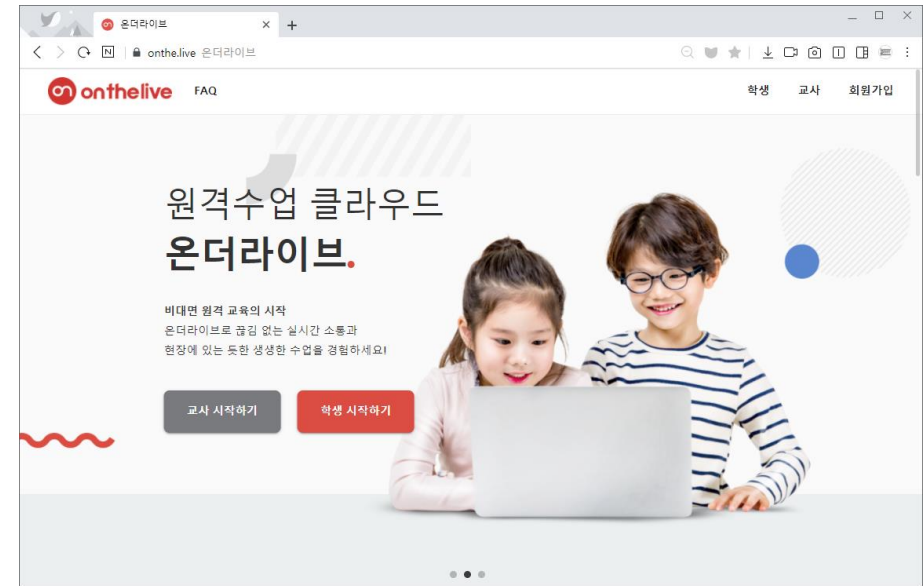 온더라이브
N
onthe.live 온더라이브
on onthelive
FAQ
학생
교사
회원가입
원격수업 클라우드
온더라이브.
비대면 원격 교육의 시작
온더라이브로 끊김 없는 실시간 소통과
현장에 있는 듯한 생생한 수업을 경험하세요!
교사 시작하기
학생 시작하기